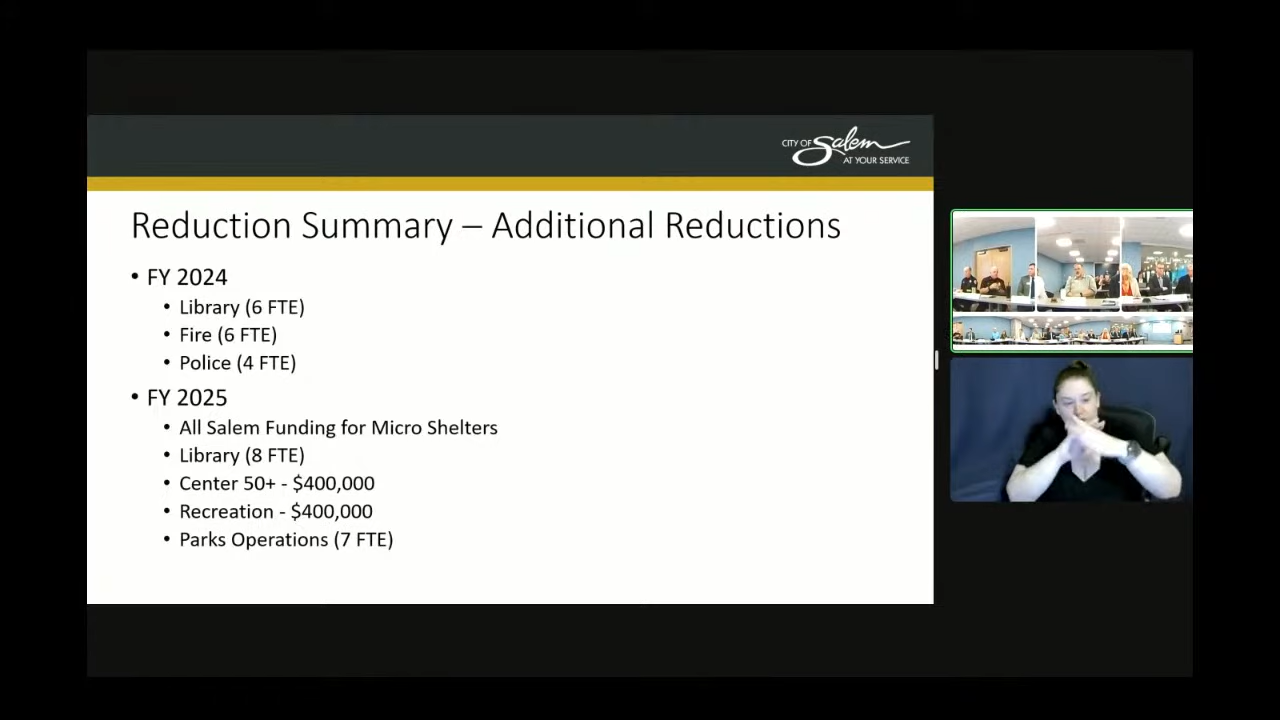 CITY OF Salem
AT YOUR SERVICE
Reduction Summary – Additional Reductions
• FY 2024
• Library (6 FTE)
• Fire (6 FTE)
• Police (4 FTE)
• FY 2025
• All Salem Funding for Micro Shelters
• Library (8 FTE)
• Center 50+ - $400,000
• Recreation - $400,000
• Parks Operations (7 FTE)